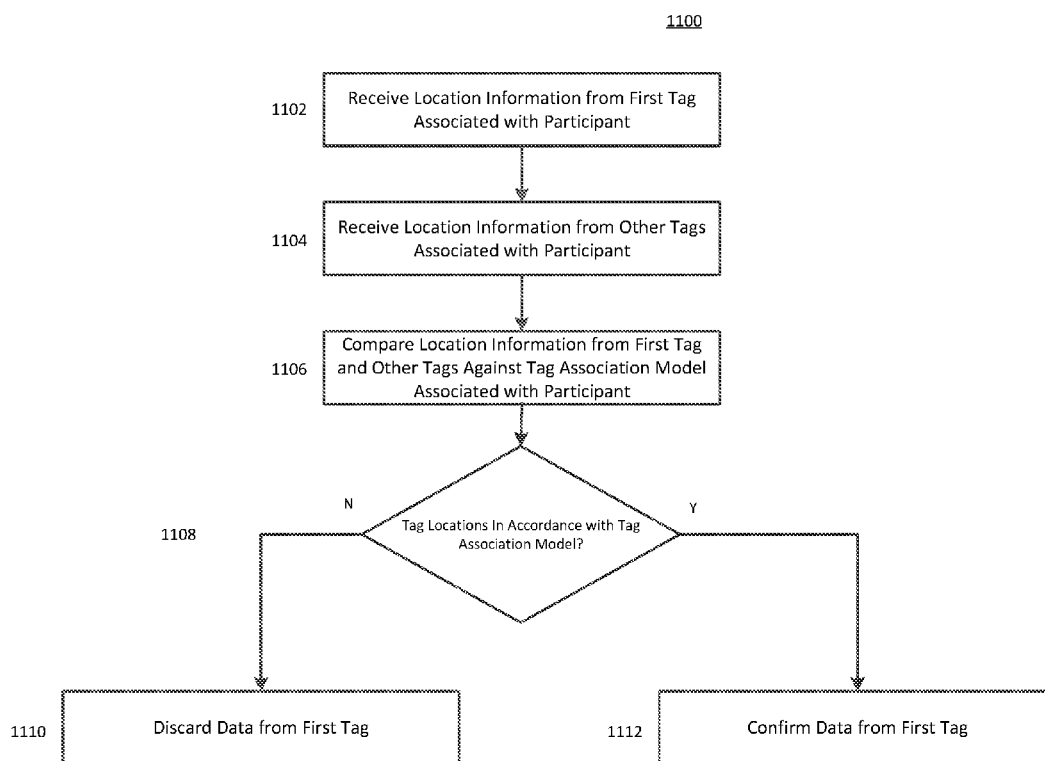 1100
1102
Receive Location Information from First Tag
Associated with Participant
1104
Receive Location Information from Other Tags
Associated with Participant
1106
Compare Location Information from First Tag
and Other Tags Against Tag Association Model
Associated with Participant
N
Y
1108
Tag Locations In Accordance with Tag
Association Model?
1110
Discard Data from First Tag
1112
Confirm Data from First Tag